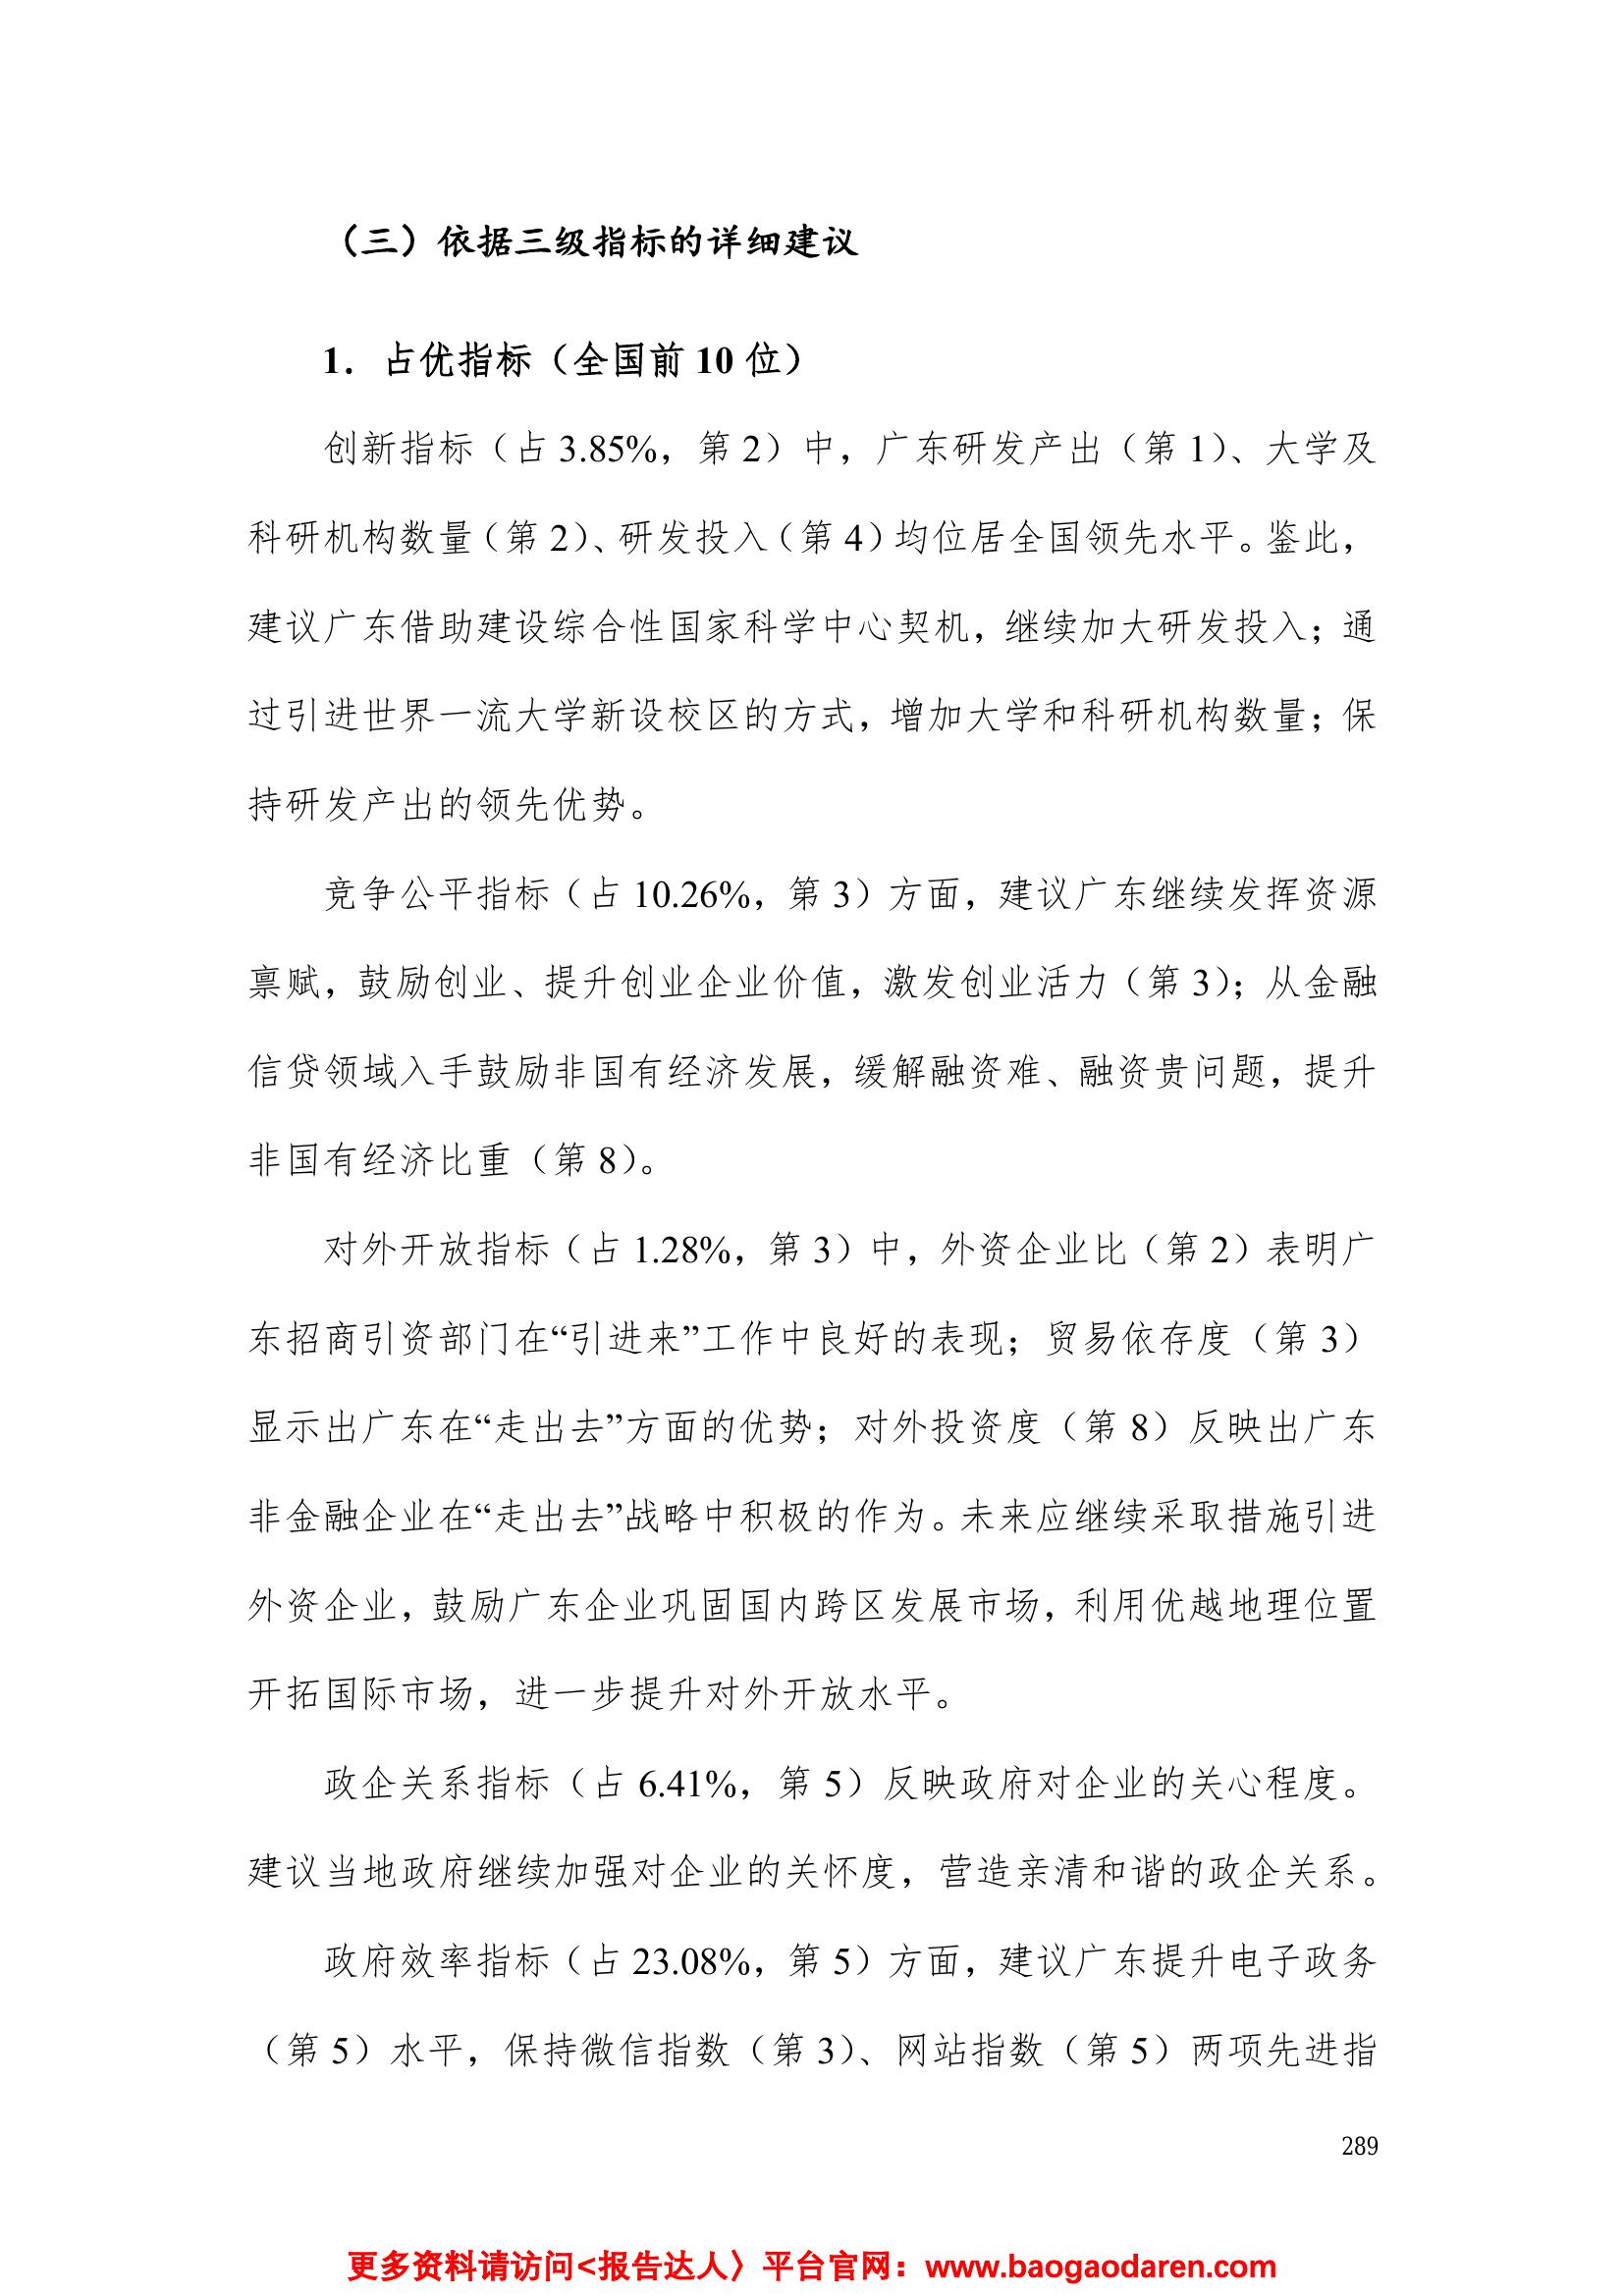 （三）依据三级指标的详细建议
1．占优指标（全国前 10 位）
创新指标（占 3.85%，第 2）中，广东研发产出（第 1）、大学及
科研机构数量（第 2）、研发投入（第 4）均位居全国领先水平。鉴此，
建议广东借助建设综合性国家科学中心契机，继续加大研发投入；通
过引进世界一流大学新设校区的方式，增加大学和科研机构数量；保
持研发产出的领先优势。
竞争公平指标（占 10.26%，第 3）方面，建议广东继续发挥资源
禀赋，鼓励创业、提升创业企业价值，激发创业活力（第 3）；从金融
信贷领域入手鼓励非国有经济发展，缓解融资难、融资贵问题，提升
非国有经济比重（第 8）。
对外开放指标（占 1.28%，第 3）中，外资企业比（第 2）表明广
东招商引资部门在“引进来”工作中良好的表现；贸易依存度（第 3）
显示出广东在“走出去”方面的优势；对外投资度（第 8）反映出广东
非金融企业在“走出去”战略中积极的作为。未来应继续采取措施引进
外资企业，鼓励广东企业巩固国内跨区发展市场，利用优越地理位置
开拓国际市场，进一步提升对外开放水平。
政企关系指标（占 6.41%，第 5）反映政府对企业的关心程度。
建议当地政府继续加强对企业的关怀度，营造亲清和谐的政企关系。
政府效率指标（占 23.08%，第 5）方面，建议广东提升电子政务
（第 5）水平，保持微信指数（第 3）、网站指数（第 5）两项先进指
289
更多资料请访问<报告达人〉平台官网：www.baogaodaren.com